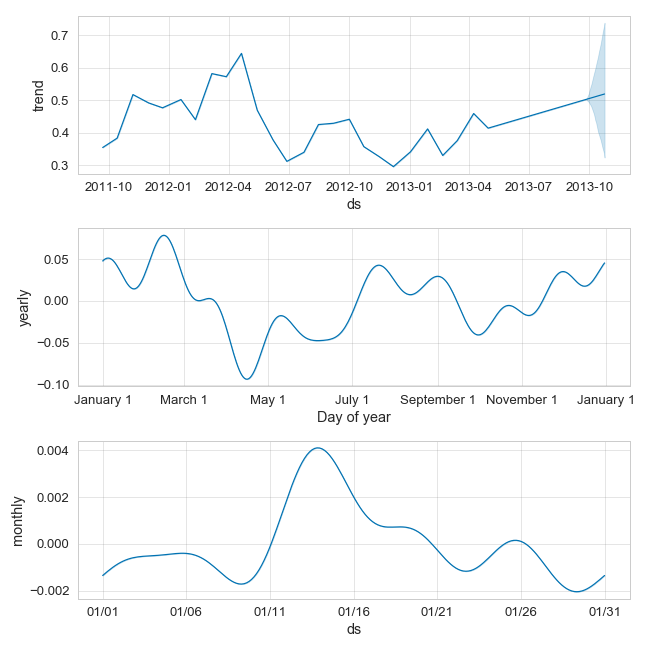 trend
0.7
0.6
0.5
0.4
0.3
2011-10 2012-01 2012-04 2012-07 2012-10 2013-01 2013-04 2013-07 2013-10
ds
yearly
0.05
0.00
−0.05
−0.10
January 1 March 1 May 1 July 1 September 1 November 1 January 1
Day of year
monthly
0.004
0.002
0.000
−0.002
01/01 01/06 01/11 01/16 01/21 01/26 01/31
ds